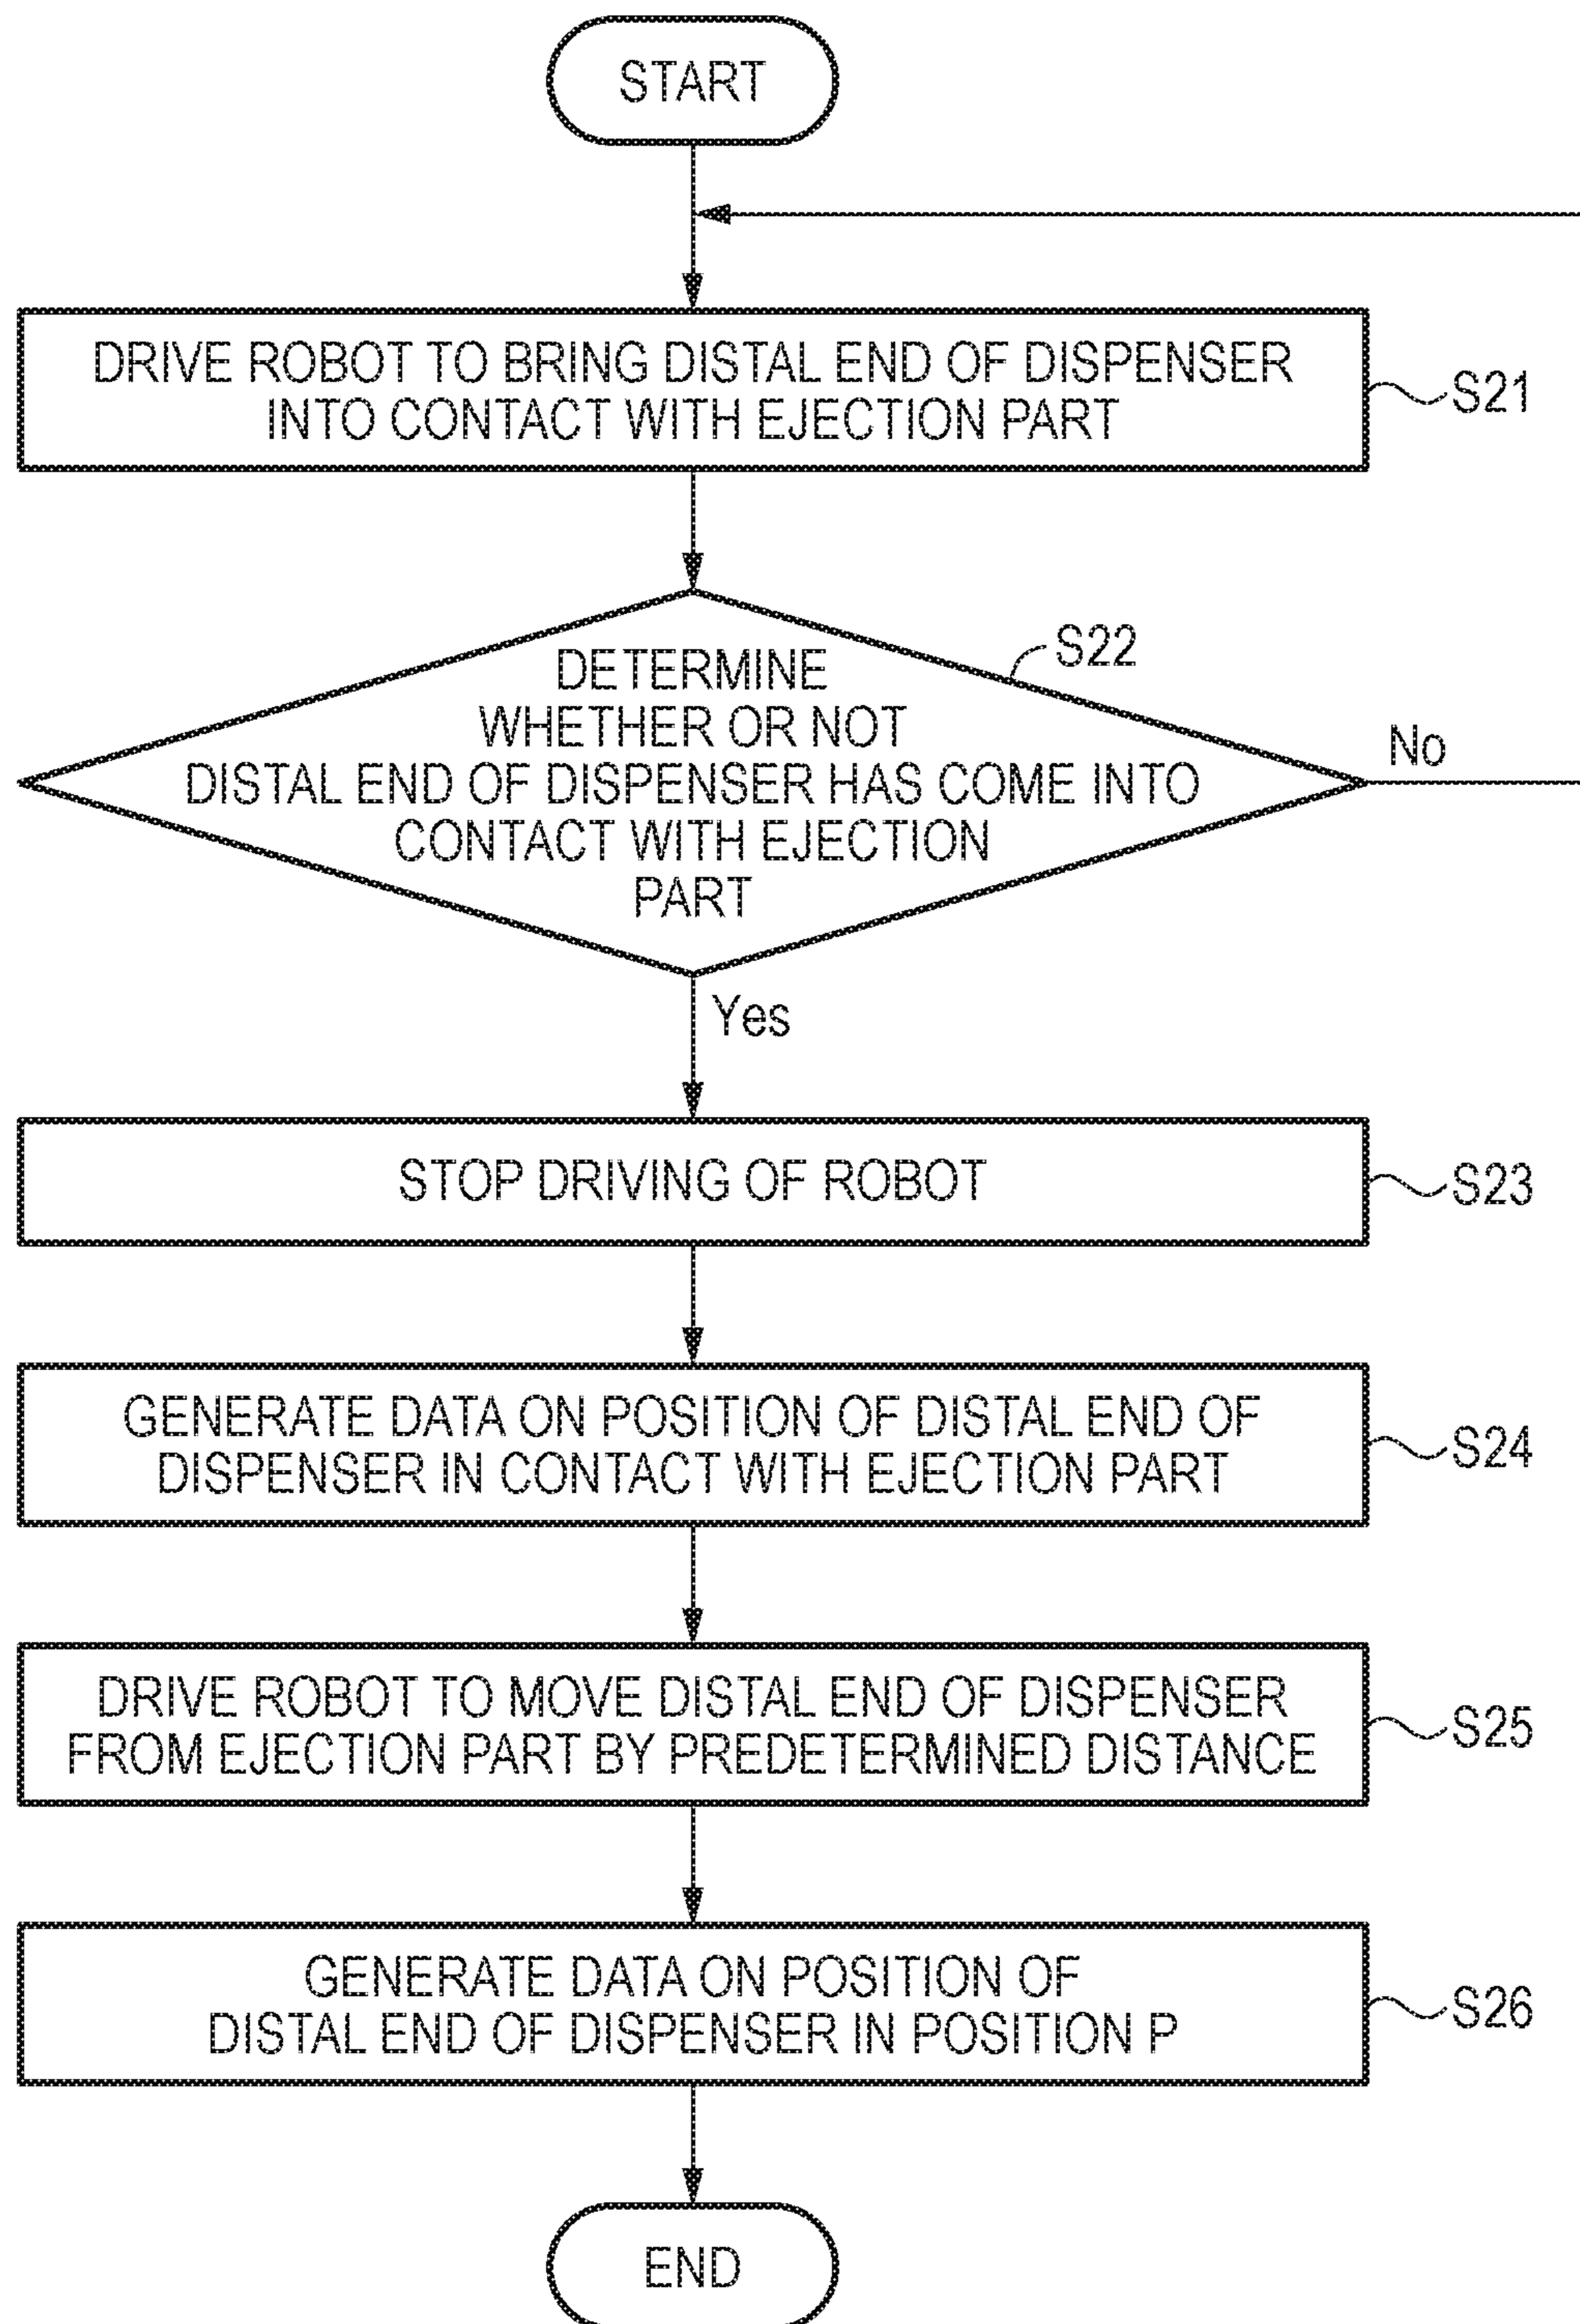 START
DRIVE ROBOT TO BRING DISTAL END OF DISPENSER
INTO CONTACT WITH EJECTION PART
S21
S22
DETERMINE
WHETHER OR NOT
DISTAL END OF DISPENSER HAS COME INTO
CONTACT WITH EJECTION
PART
No
Yes
STOP DRIVING OF ROBOT
S23
GENERATE DATA ON POSITION OF DISTAL END OF
DISPENSER IN CONTACT WITH EJECTION PART
S24
DRIVE ROBOT TO MOVE DISTAL END OF DISPENSER
FROM EJECTION PART BY PREDETERMINED DISTANCE
S25
GENERATE DATA ON POSITION OF
DISTAL END OF DISPENSER IN POSITION P
S26
END